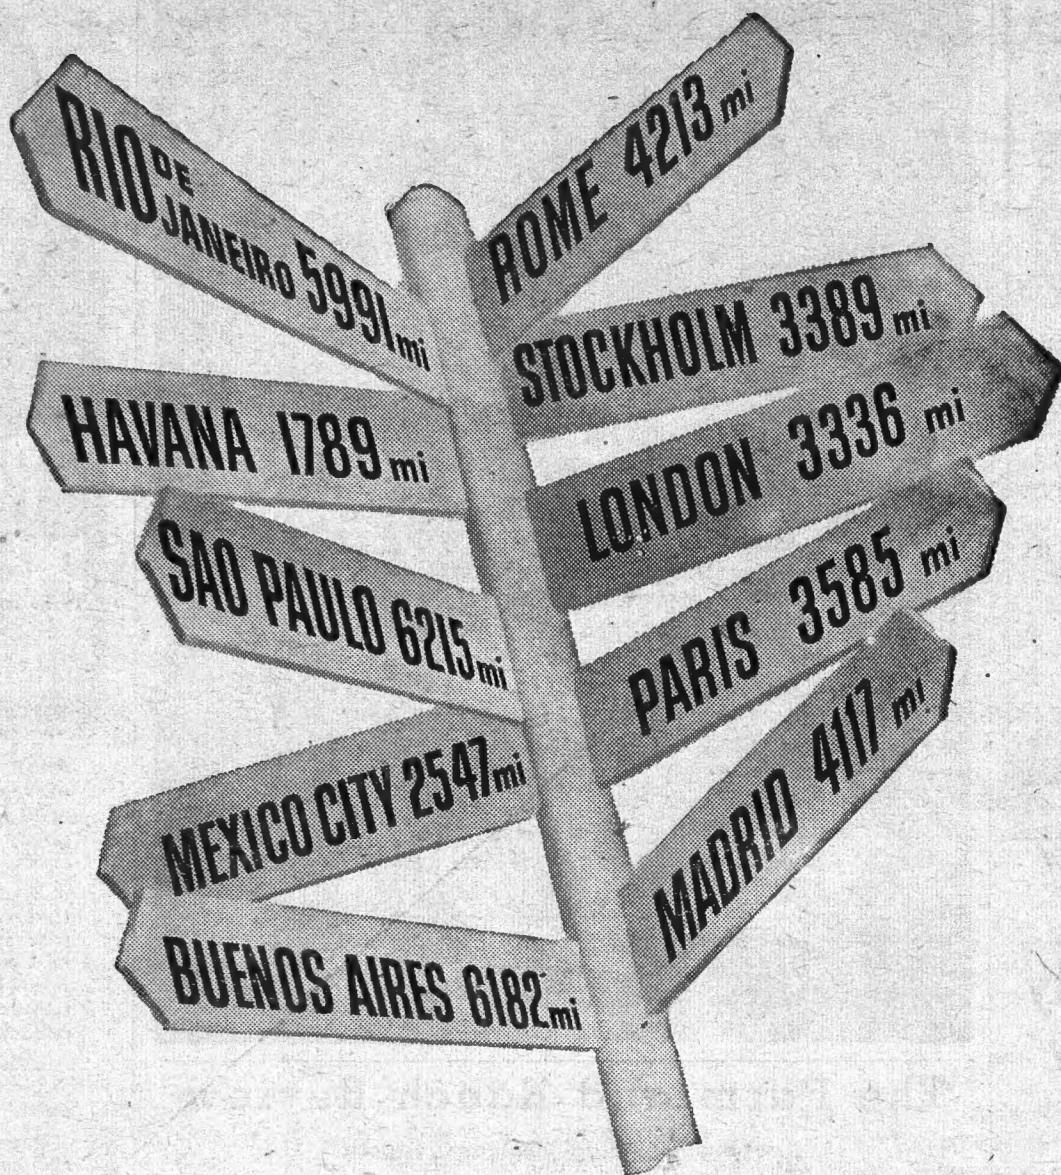 RIO DE JANEIRO 5991 mi
HAVANA 1789 mi
SAO PAULO 6215 mi
MEXICO CITY 2547 mi
BUENOS AIRES 6182 mi
ROME 4213 mi
STOCKHOLM 3389 mi
LONDON 3336 mi
PARIS 3585 mi
MADRID 4117 mi